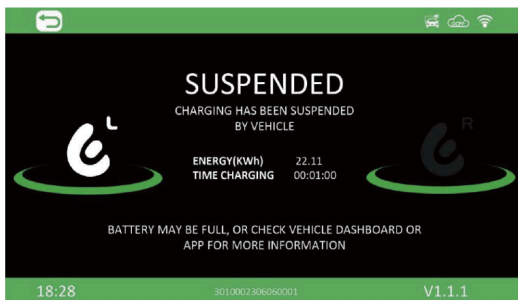 SUSPENDED
CHARGING HAS BEEN SUSPENDED
BY VEHICLE
L
R
ENERGY(KWh) 22.11
TIME CHARGING 00:01:00
BATTERY MAY BE FULL, OR CHECK VEHICLE DASHBOARD OR
APP FOR MORE INFORMATION
18:28 3010002306060001 V1.1.1